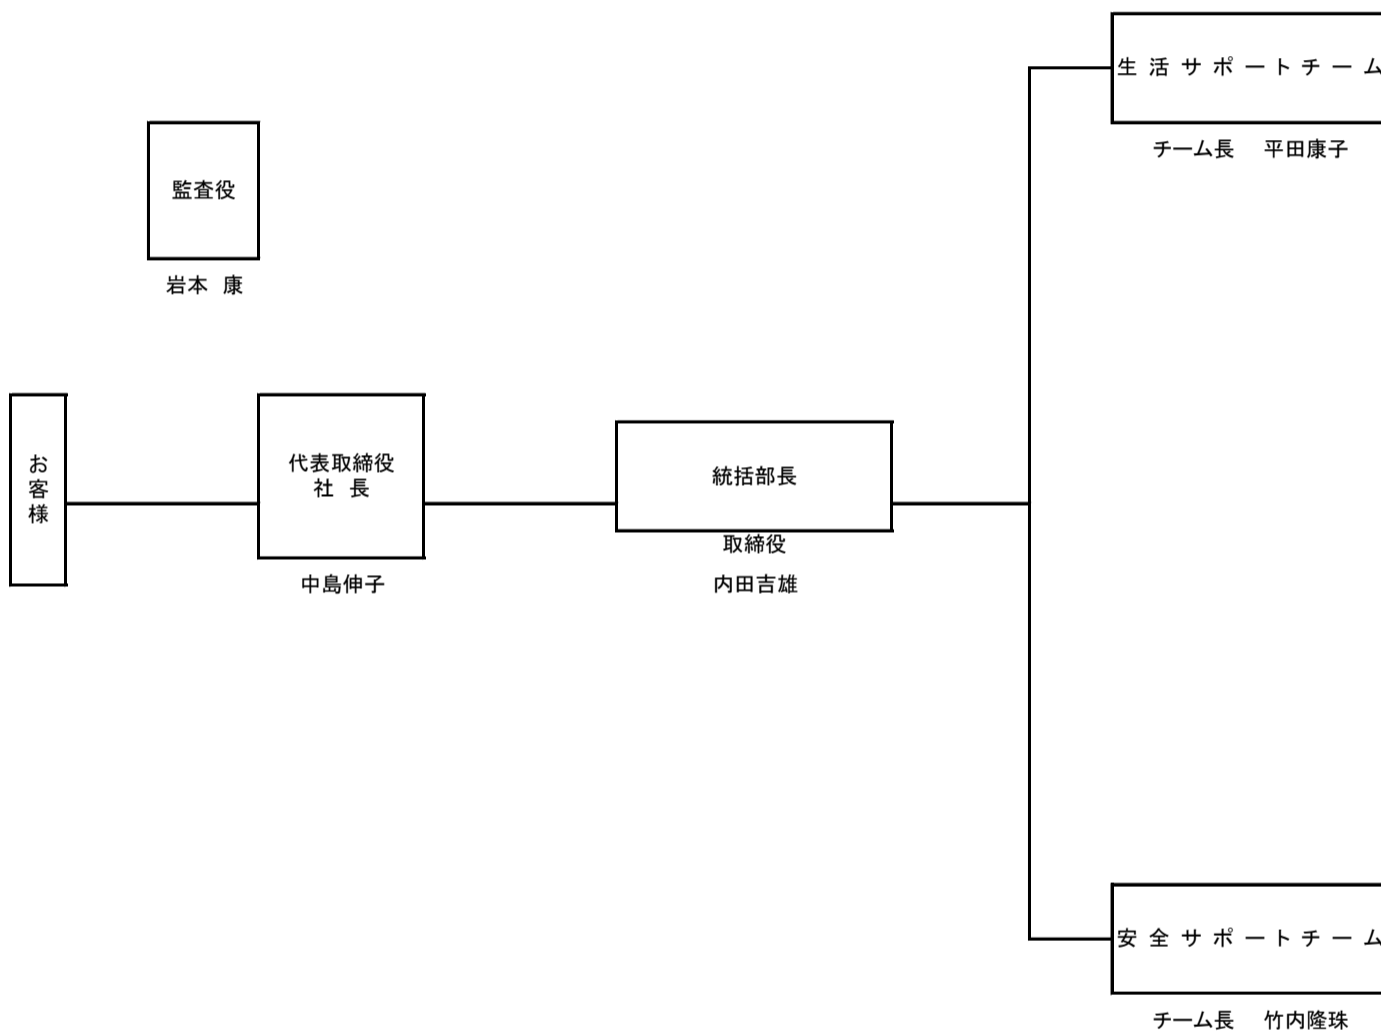 生活サポートチーム
チーム長　平田康子
監査役
岩本 康
お客様
代表取締役
社 長
中島伸子
統括部長
取締役
内田吉雄
安全サポートチーム
チーム長　竹内隆珠